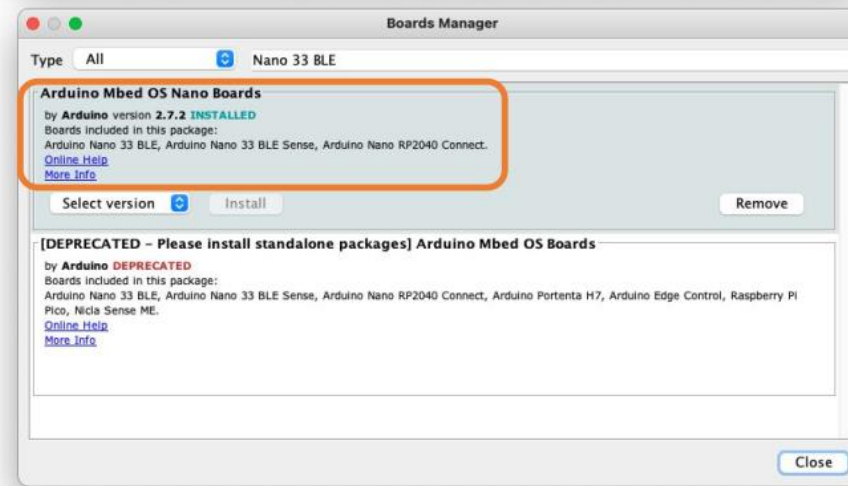 Boards Manager
Type All Nano 33 BLE
Arduino Mbed OS Nano Boards
by Arduino version 2.7.2 INSTALLED
Boards included in this package:
Arduino Nano 33 BLE, Arduino Nano 33 BLE Sense, Arduino Nano RP2040 Connect.
Online Help
More Info
Select version Install Remove
[DEPRECATED – Please install standalone packages] Arduino Mbed OS Boards
by Arduino DEPRECATED
Boards included in this package:
Arduino Nano 33 BLE, Arduino Nano 33 BLE Sense, Arduino Nano RP2040 Connect, Arduino Portenta H7, Arduino Edge Control, Raspberry Pi
Pico, Nicla Sense ME.
Online Help
More Info
Close